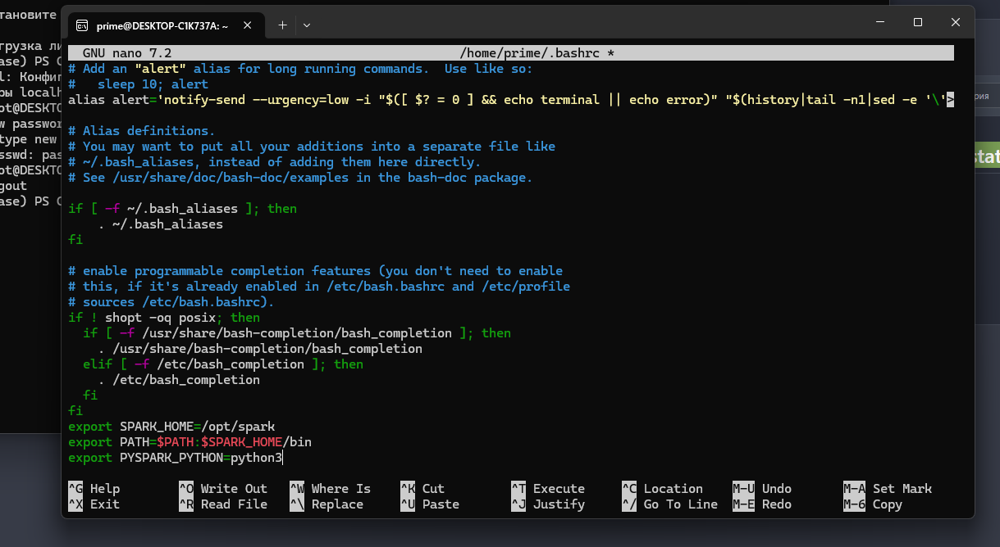 тановите
грузка ли
ase) PS C
l: Конфиг
ры localh
ot@DESKTO
w passwor
type new
sswd: pas
ot@DESKTO
gout
ase) PS C
prime@DESKTOP-C1K737A: ~
GNU nano 7.2 /home/prime/.bashrc *
# Add an "alert" alias for long running commands.  Use like so:
#   sleep 10; alert
alias alert='notify-send --urgency=low -i "$([ $? = 0 ] && echo terminal || echo error)" "$(history|tail -n1|sed -e '\'>
# Alias definitions.
# You may want to put all your additions into a separate file like
# ~/.bash_aliases, instead of adding them here directly.
# See /usr/share/doc/bash-doc/examples in the bash-doc package.
if [ -f ~/.bash_aliases ]; then
    . ~/.bash_aliases
fi
# enable programmable completion features (you don't need to enable
# this, if it's already enabled in /etc/bash.bashrc and /etc/profile
# sources /etc/bash.bashrc).
if ! shopt -oq posix; then
  if [ -f /usr/share/bash-completion/bash_completion ]; then
    . /usr/share/bash-completion/bash_completion
  elif [ -f /etc/bash_completion ]; then
    . /etc/bash_completion
  fi
fi
export SPARK_HOME=/opt/spark
export PATH=$PATH:$SPARK_HOME/bin
export PYSPARK_PYTHON=python3
^G Help ^O Write Out ^W Where Is ^K Cut ^T Execute ^C Location M-U Undo M-A Set Mark
^X Exit ^R Read File ^\ Replace ^U Paste ^J Justify ^/ Go To Line M-E Redo M-6 Copy
рия
stat